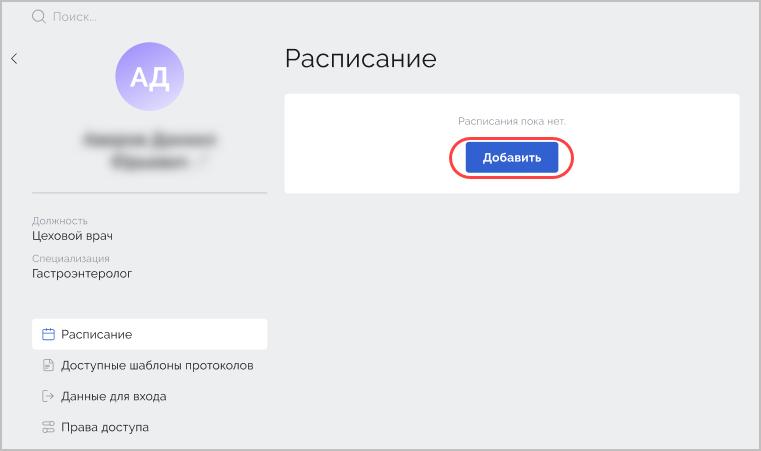 Поиск...
АД
Расписание
Расписания пока нет.
Добавить
Должность
Цеховой врач
Специализация
Гастроэнтеролог
Расписание
Доступные шаблоны протоколов
Данные для входа
Права доступа